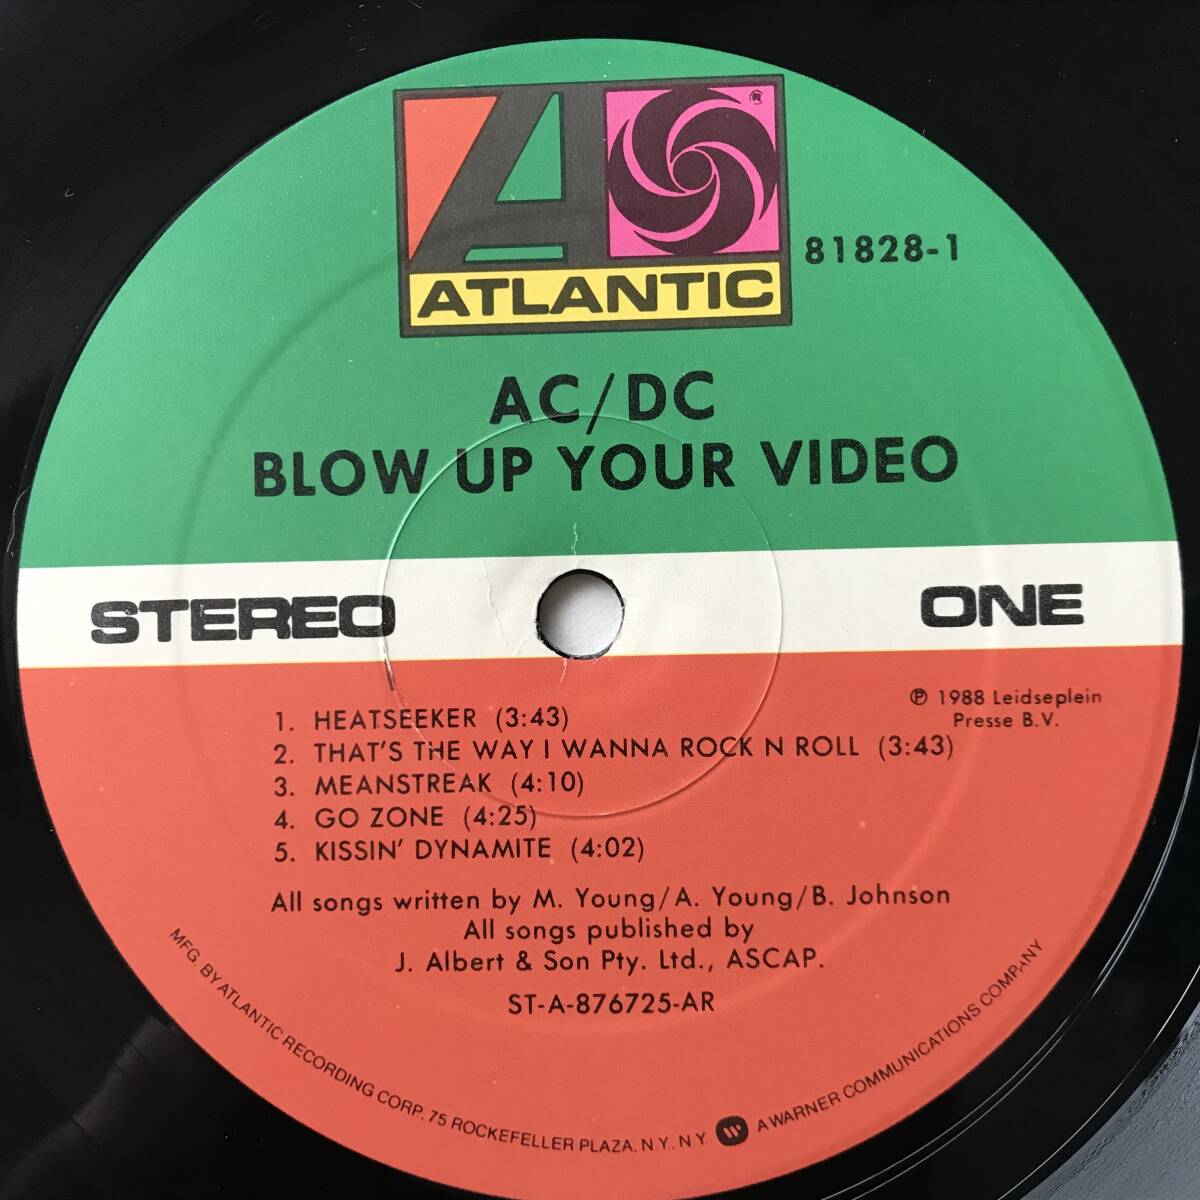 ®
ATLANTIC
81828-1
AC/DC
BLOW UP YOUR VIDEO
STEREO
ONE
℗ 1988 Leidseplein
Presse B.V.
1. HEATSEEKER (3:43)
2. THAT'S THE WAY I WANNA ROCK N ROLL (3:43)
3. MEANSTREAK (4:10)
4. GO ZONE (4:25)
5. KISSIN' DYNAMITE (4:02)
All songs written by M. Young/A. Young/B. Johnson
All songs published by
J. Albert & Son Pty. Ltd., ASCAP.
ST-A-876725-AR
MFG. BY ATLANTIC RECORDING CORP. 75 ROCKEFELLER PLAZA, N.Y., N.Y. W A WARNER COMMUNICATIONS COMPANY